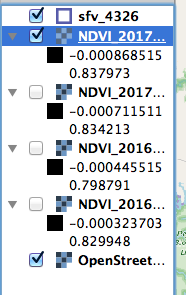 sfv_4326
NDVI_2017...
-0.000868515
0.837973
NDVI_2017...
-0.000711511
0.834213
NDVI_2016...
-0.000445515
0.798791
NDVI_2016...
-0.000323703
0.829948
OpenStreet...